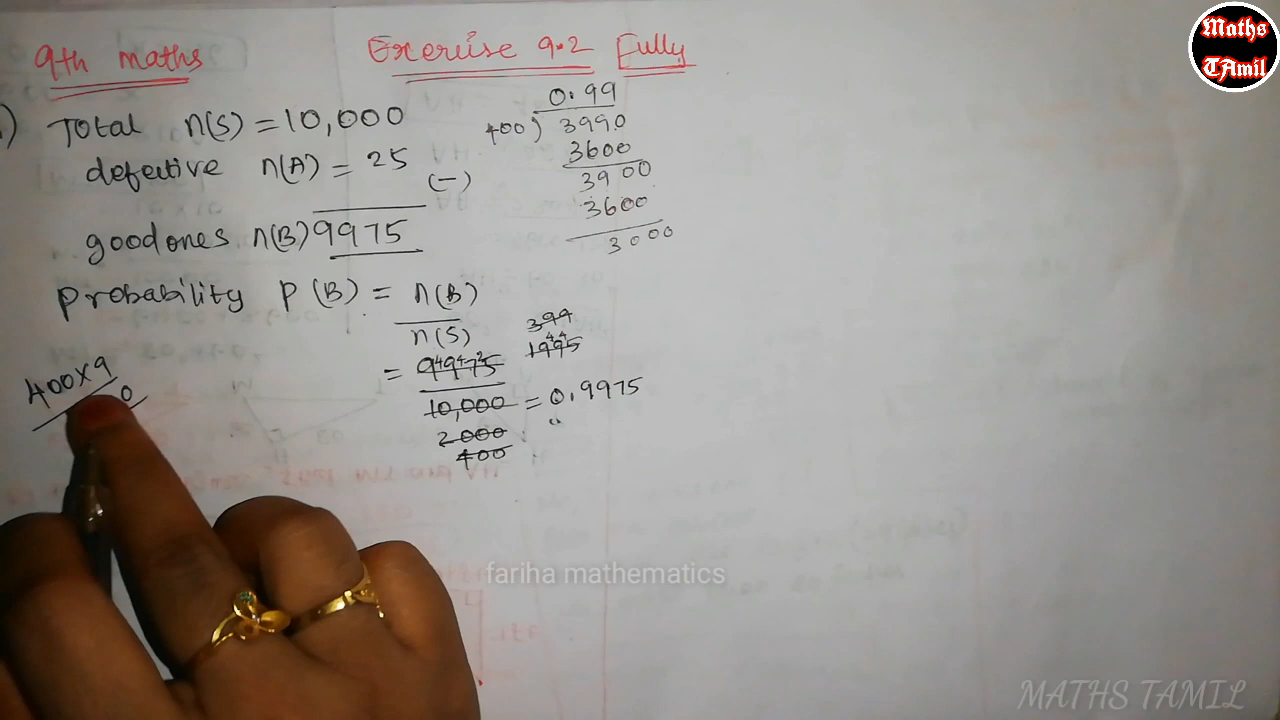 9th maths Exercise 9.2 Fully
Maths
TAmil
) Total n(S) = 10,000
defective n(A) = 25
(-)
good ones n(B) 9975
probability P(B) = n(B)
n(S)
= 9975
10,000
2000
400
1995
399
= 0.9975
0.99
400) 3990
3600
3900
3600
3000
400×9
0
fariha mathematics
MATHS TAMIL